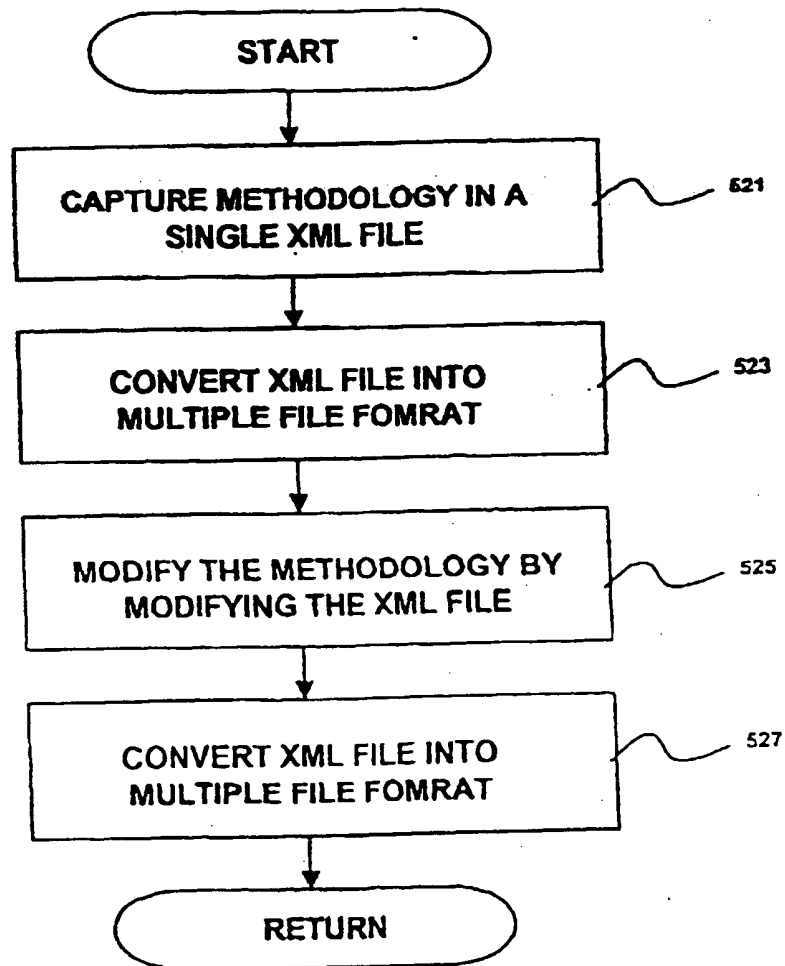 START
CAPTURE METHODOLOGY IN A
SINGLE XML FILE
521
CONVERT XML FILE INTO
MULTIPLE FILE FOMRAT
523
MODIFY THE METHODOLOGY BY
MODIFYING THE XML FILE
525
CONVERT XML FILE INTO
MULTIPLE FILE FOMRAT
527
RETURN